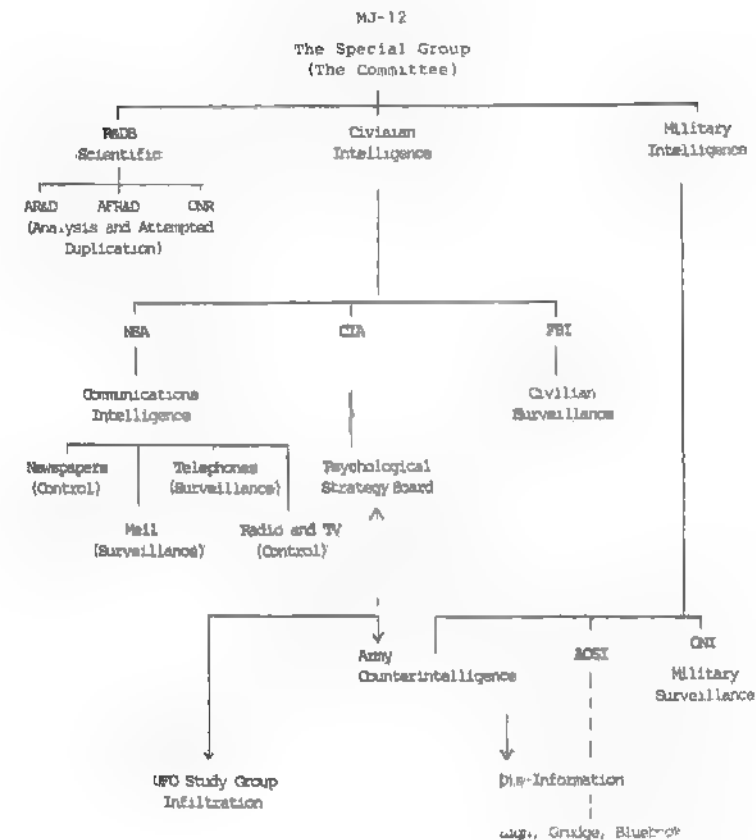 MJ-12
The Special Group
(The Committee)
R&DB
Scientific
Civilian
Intelligence
Military
Intelligence
AR&D AFR&D ONR
(Analysis and Attempted
Duplication)
NSA CIA FBI
Communications
Intelligence
Civilian
Surveillance
Newspapers
(Control)
Telephones
(Surveillance)
Psychological
Strategy Board
Mail
(Surveillance)
Radio and TV
(Control)
Army
Counterintelligence
ONI
Military
Surveillance
UFO Study Group
Infiltration
Dis-Information
Grudge, Bluebook